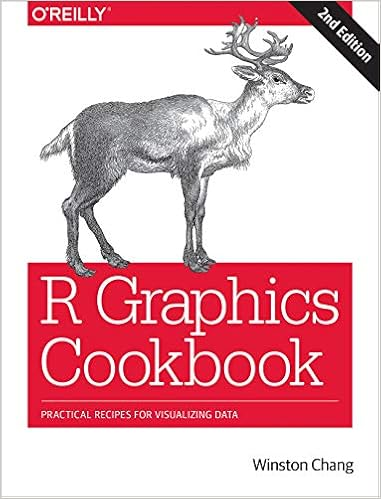 O'REILLY®
2nd Edition
R Graphics
Cookbook
PRACTICAL RECIPES FOR VISUALIZING DATA
Winston Chang